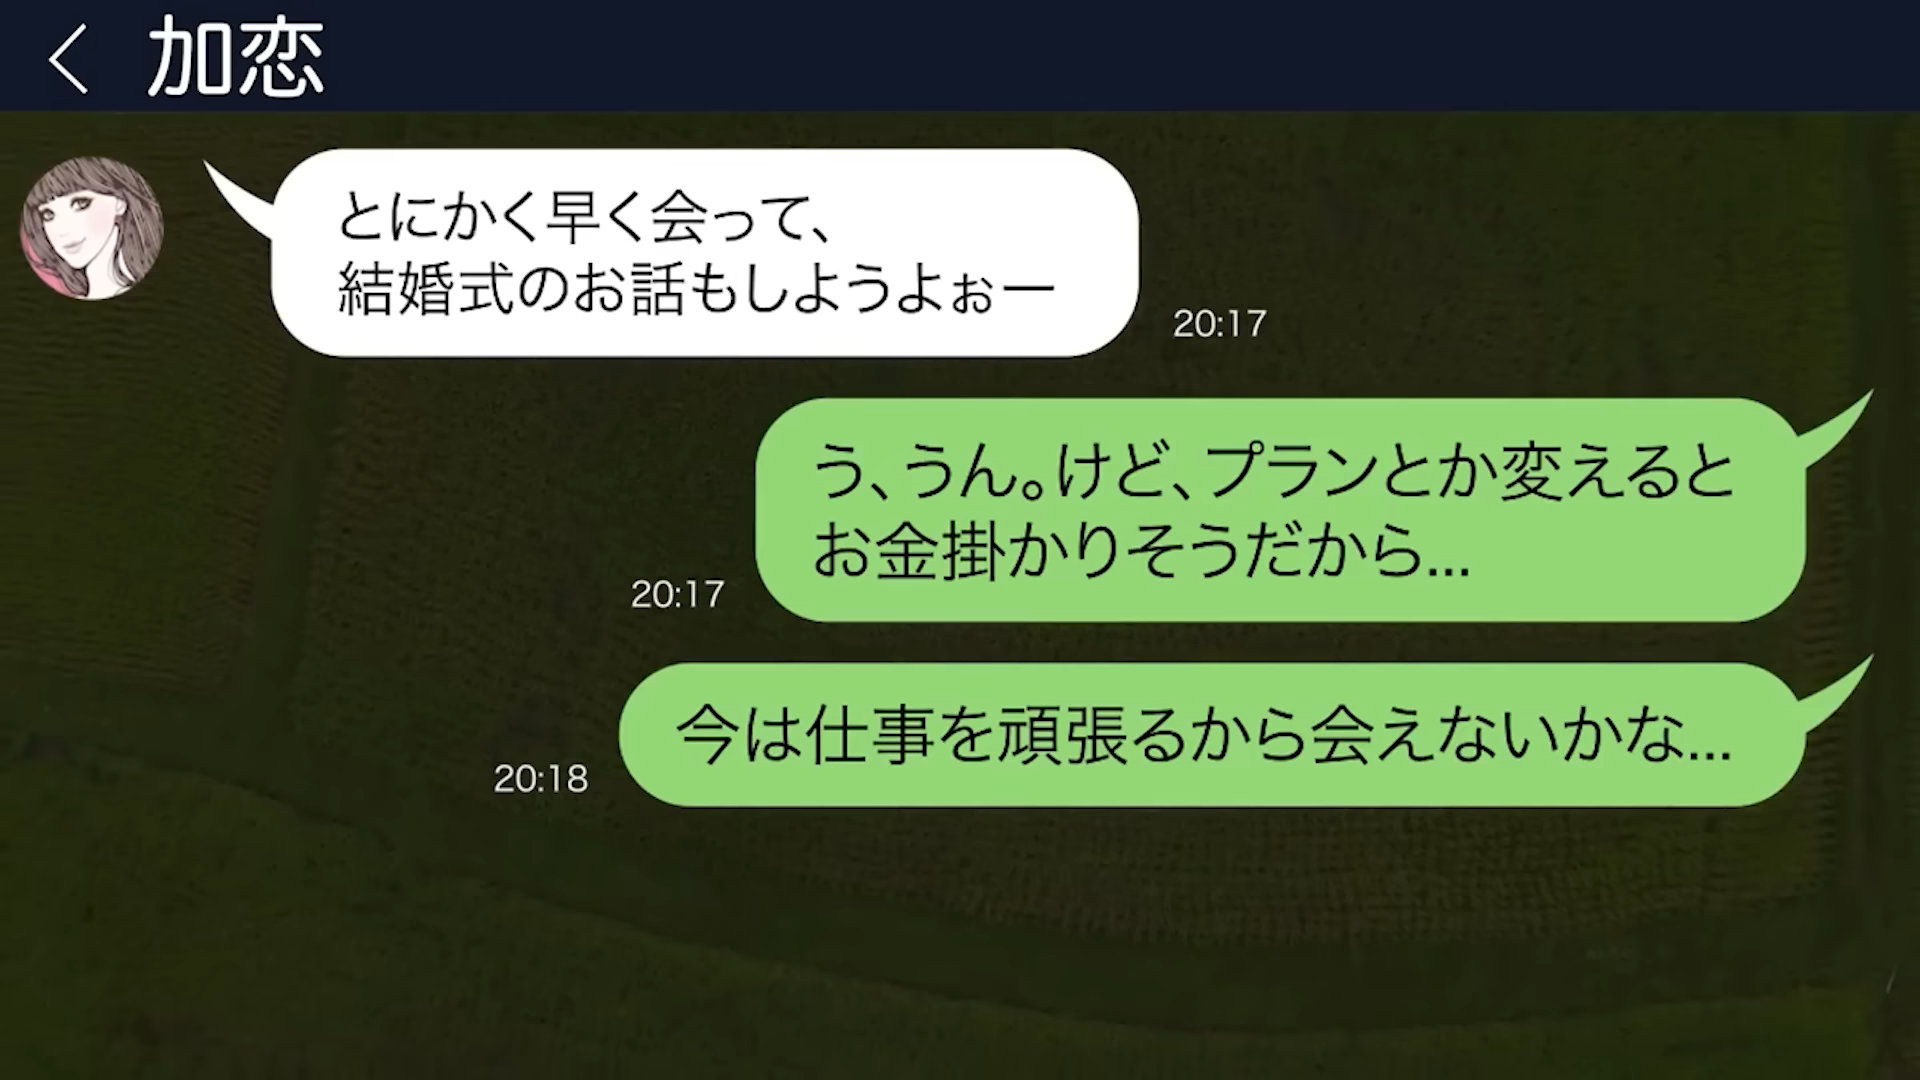 加恋
とにかく早く会って、
結婚式のお話もしようよぉー
20:17
う、うん。けど、プランとか変えると
お金掛かりそうだから...
20:17
今は仕事を頑張るから会えないかな...
20:18